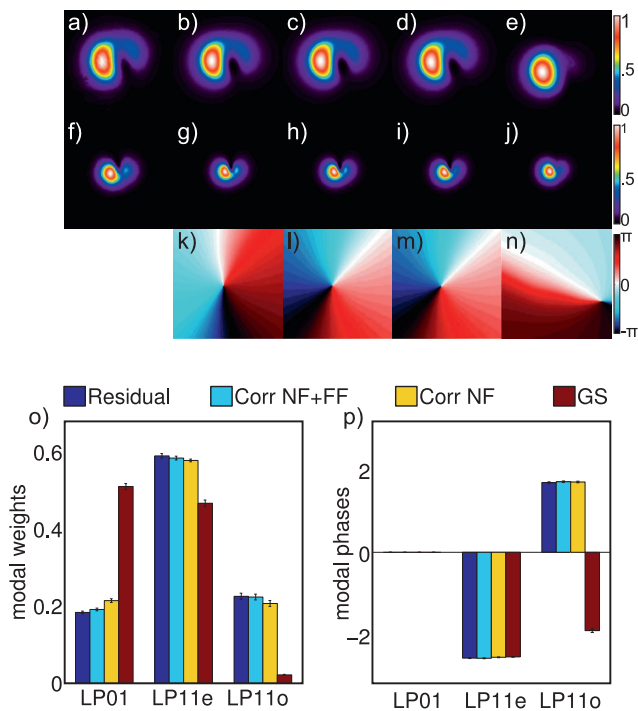 a) b) c) d) e) 1
.5
0
f) g) h) i) j) 1
.5
0
k) l) m) n) π
0
-π
Residual Corr NF+FF Corr NF GS
o) p)
modal weights
0.6
0.4
0.2
0
LP01 LP11e LP11o
modal phases
2
0
−2
LP01 LP11e LP11o